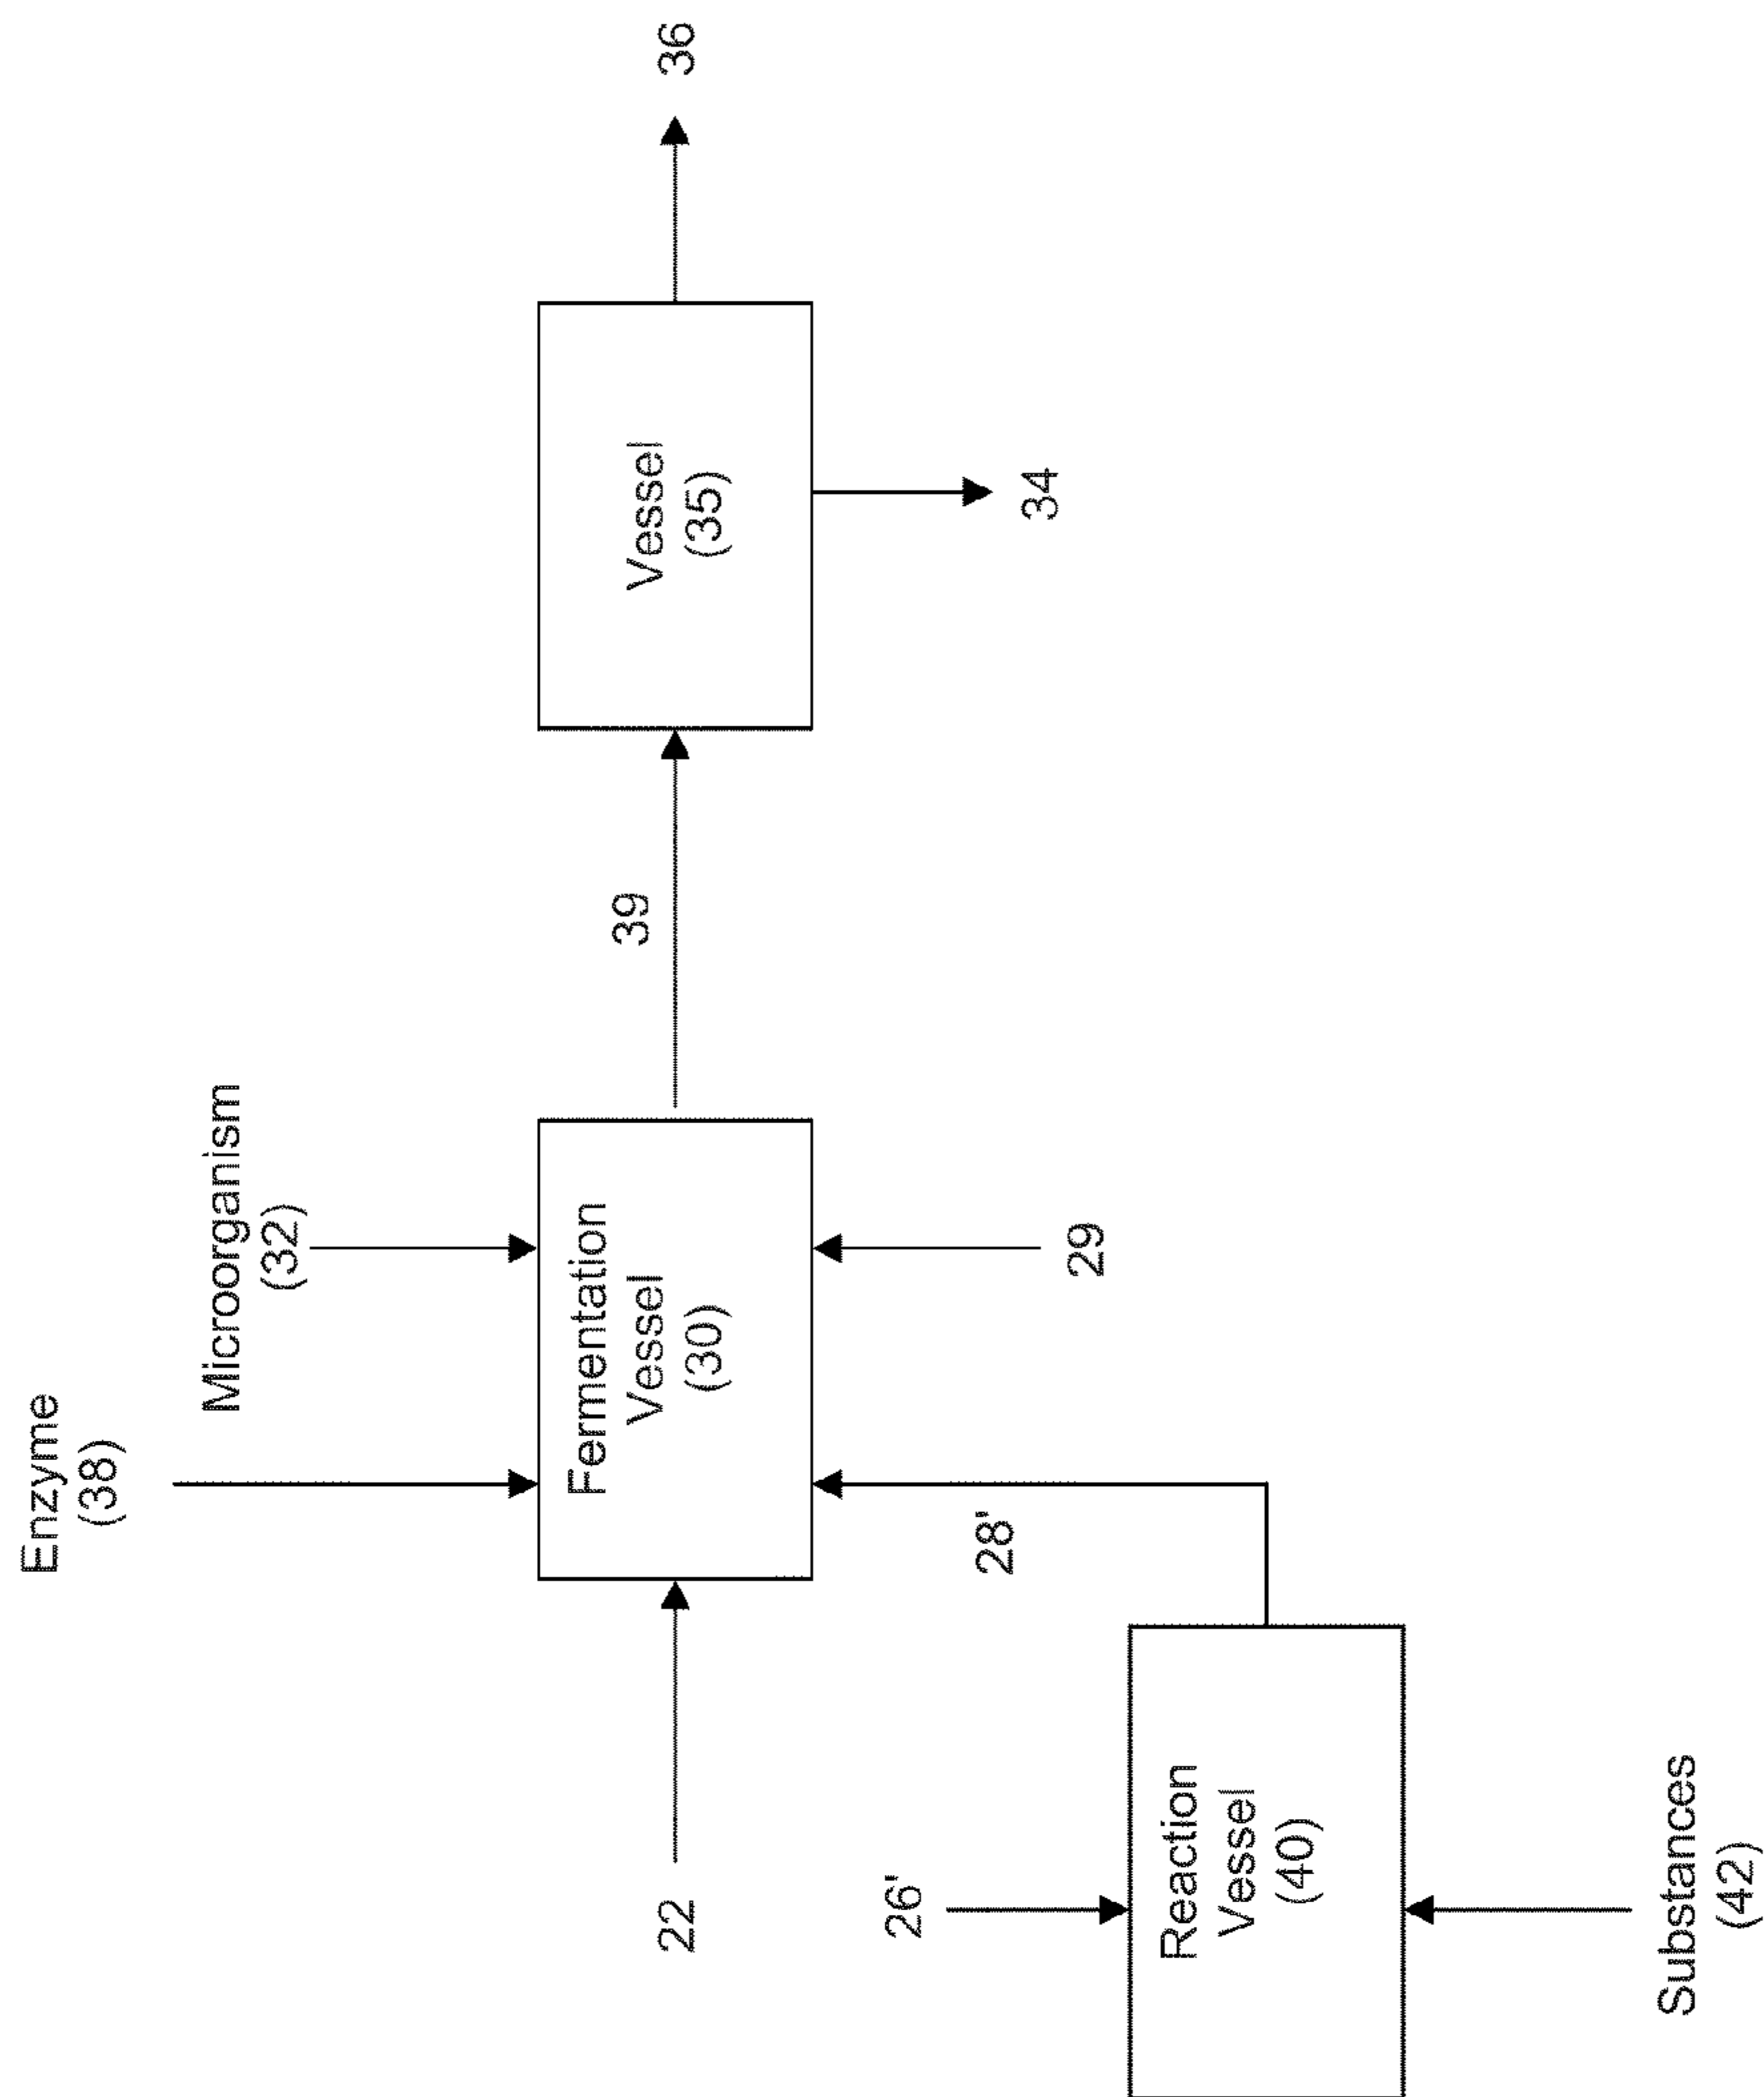 Enzyme
(38)
Microorganism
(32)
22
Fermentation
Vessel
(30)
39
Vessel
(35)
36
34
29
28'
26'
Reaction
Vessel
(40)
Substances
(42)